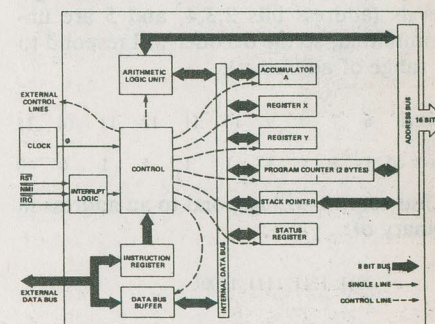 ARITHMETIC
LOGIC UNIT
ACCUMULATOR
A
REGISTER X
REGISTER Y
PROGRAM COUNTER (2 BYTES)
STACK POINTER
STATUS
REGISTER
EXTERNAL
CONTROL
LINES
CLOCK
CONTROL
RST
NMI
IRQ
INTERRUPT
LOGIC
INSTRUCTION
REGISTER
DATA BUS
BUFFER
EXTERNAL
DATA BUS
INTERNAL DATA BUS
ADDRESS BUS
16 BIT
8 BIT BUS
SINGLE LINE
CONTROL LINE